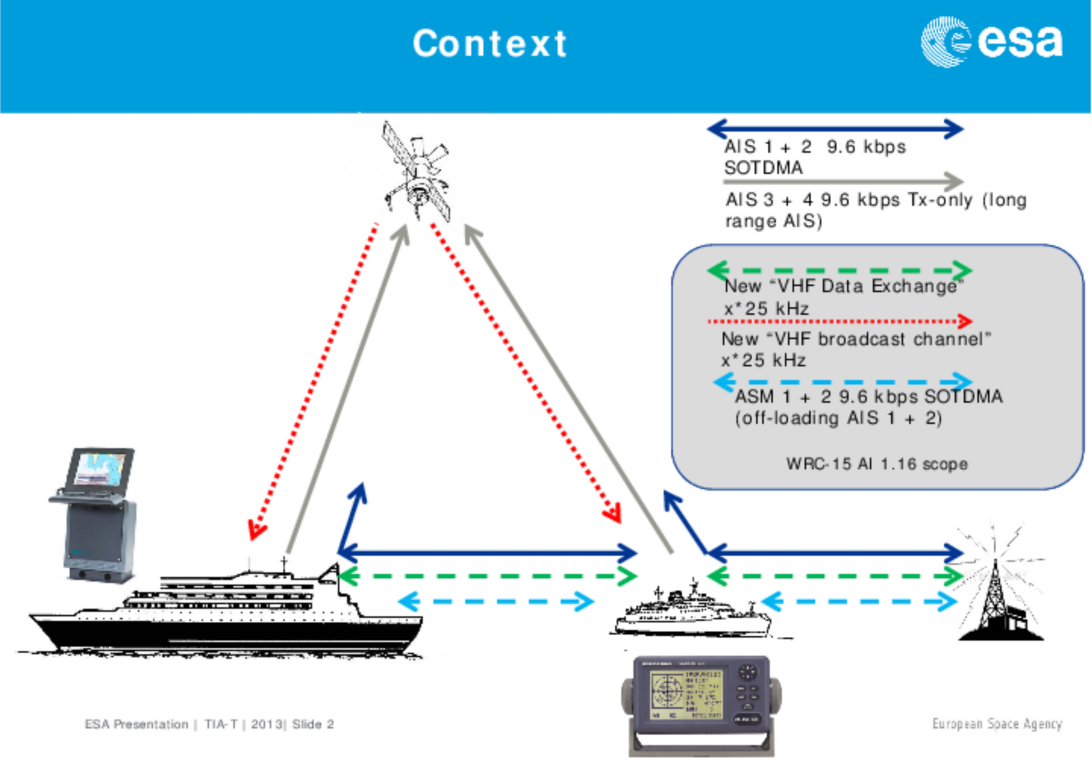 Context
esa
AIS 1 + 2 9.6 kbps
SOTDMA
AIS 3 + 4 9.6 kbps Tx-only (long
range AIS)
New “VHF Data Exchange”
x*25 kHz
New “VHF broadcast channel”
x*25 kHz
ASM 1 + 2 9.6 kbps SOTDMA
(off-loading AIS 1 + 2)
WRC-15 AI 1.16 scope
ESA Presentation | TIA-T | 2013| Slide 2
European Space Agency